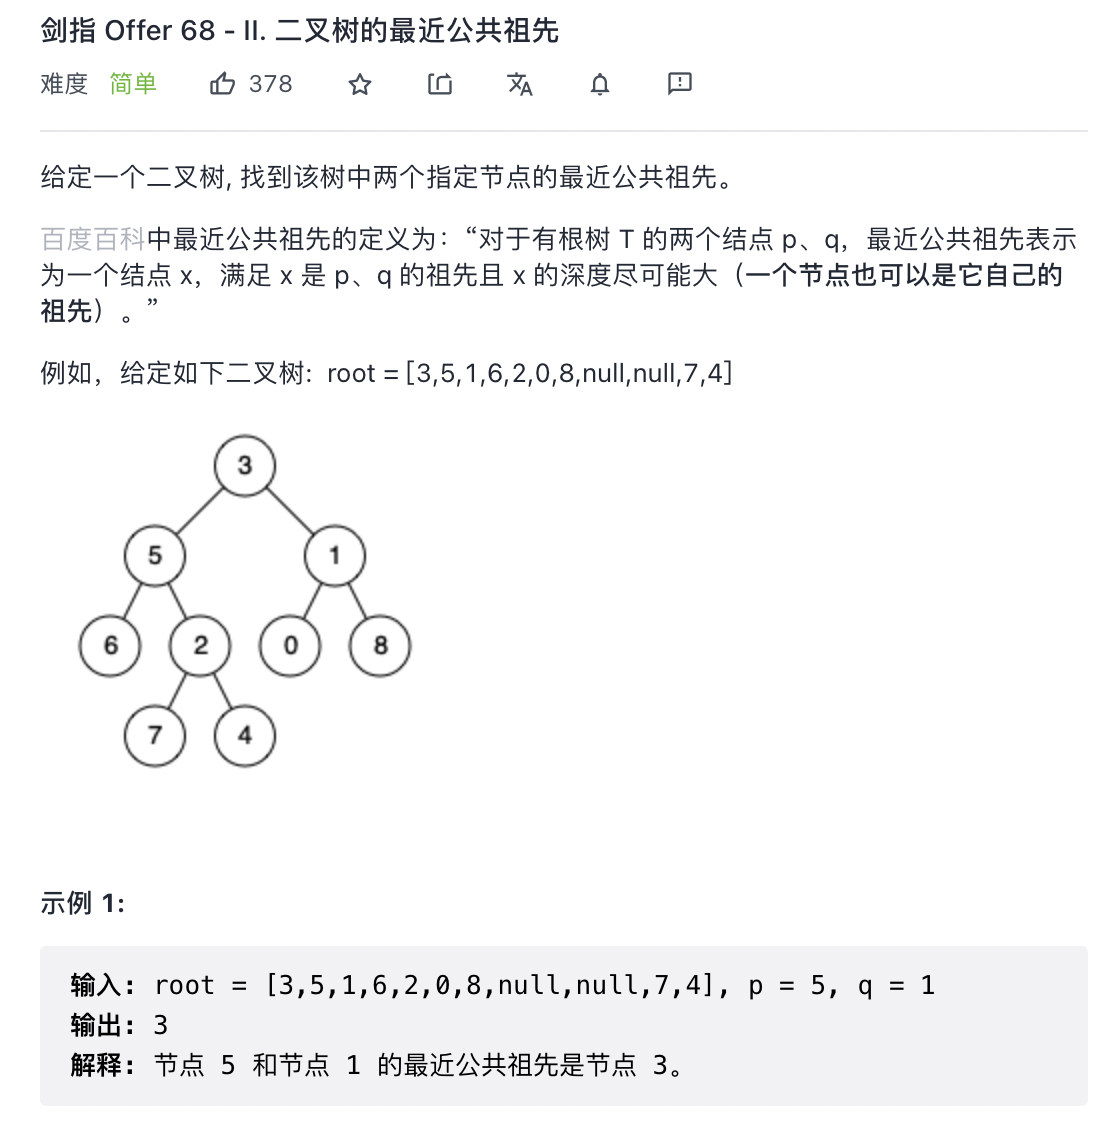 剑指 Offer 68 - II. 二叉树的最近公共祖先
难度 简单 378
给定一个二叉树, 找到该树中两个指定节点的最近公共祖先。
百度百科中最近公共祖先的定义为：“对于有根树 T 的两个结点 p、q，最近公共祖先表示
为一个结点 x，满足 x 是 p、q 的祖先且 x 的深度尽可能大（一个节点也可以是它自己的
祖先）。”
例如，给定如下二叉树: root = [3,5,1,6,2,0,8,null,null,7,4]
3
5 1
6 2 0 8
7 4
示例 1:
输入: root = [3,5,1,6,2,0,8,null,null,7,4], p = 5, q = 1
输出: 3
解释: 节点 5 和节点 1 的最近公共祖先是节点 3。